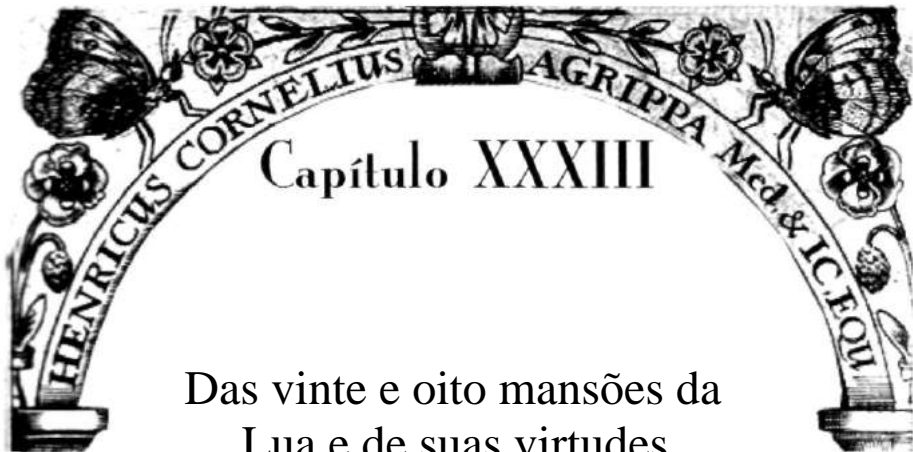 HENRICUS CORNELIUS AGRIPPA Med. & IC. EQU
Capítulo XXXIII
Das vinte e oito mansões da
Lua e de suas virtudes